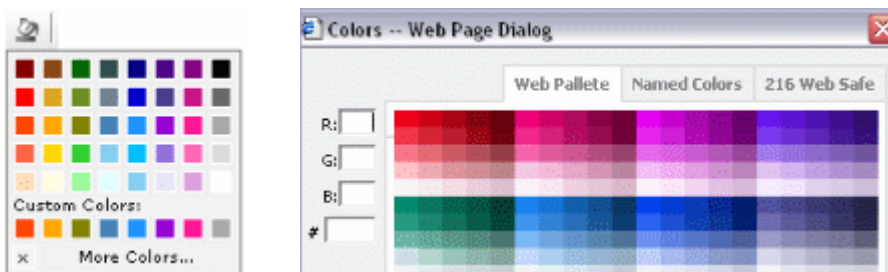 Custom Colors:
× More Colors...
Colors -- Web Page Dialog
Web Pallete Named Colors 216 Web Safe
R:
G:
B:
#